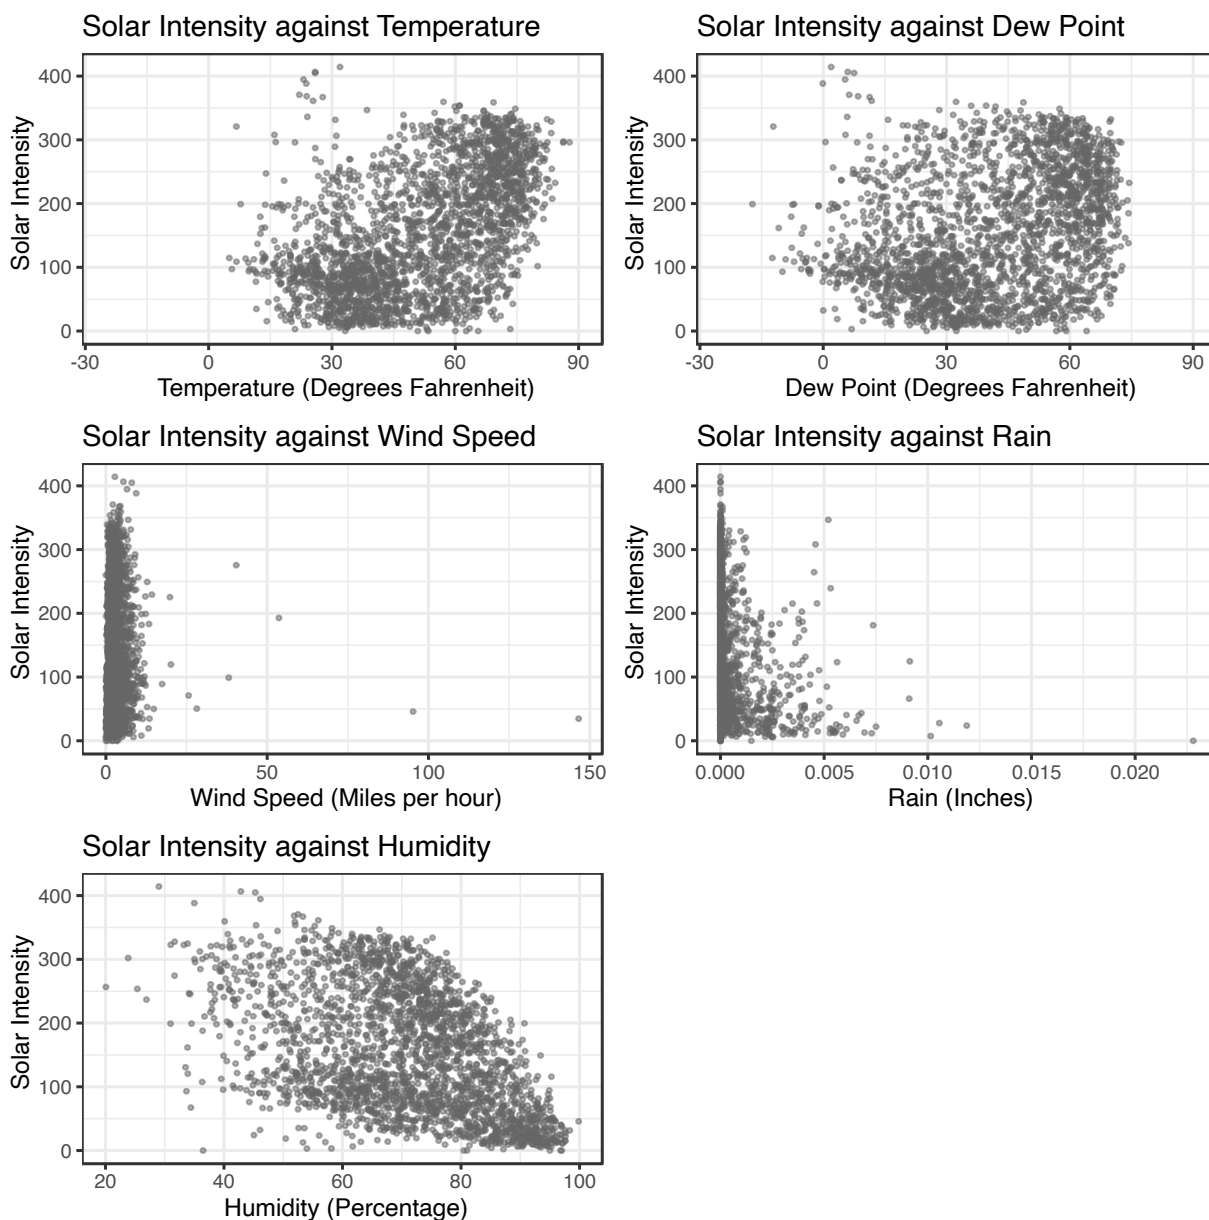 Solar Intensity against Temperature
Solar Intensity
400
300
200
100
0
-30 0 30 60 90
Temperature (Degrees Fahrenheit)
Solar Intensity against Dew Point
Solar Intensity
400
300
200
100
0
-30 0 30 60 90
Dew Point (Degrees Fahrenheit)
Solar Intensity against Wind Speed
Solar Intensity
400
300
200
100
0
0 50 100 150
Wind Speed (Miles per hour)
Solar Intensity against Rain
Solar Intensity
400
300
200
100
0
0.000 0.005 0.010 0.015 0.020
Rain (Inches)
Solar Intensity against Humidity
Solar Intensity
400
300
200
100
0
20 40 60 80 100
Humidity (Percentage)